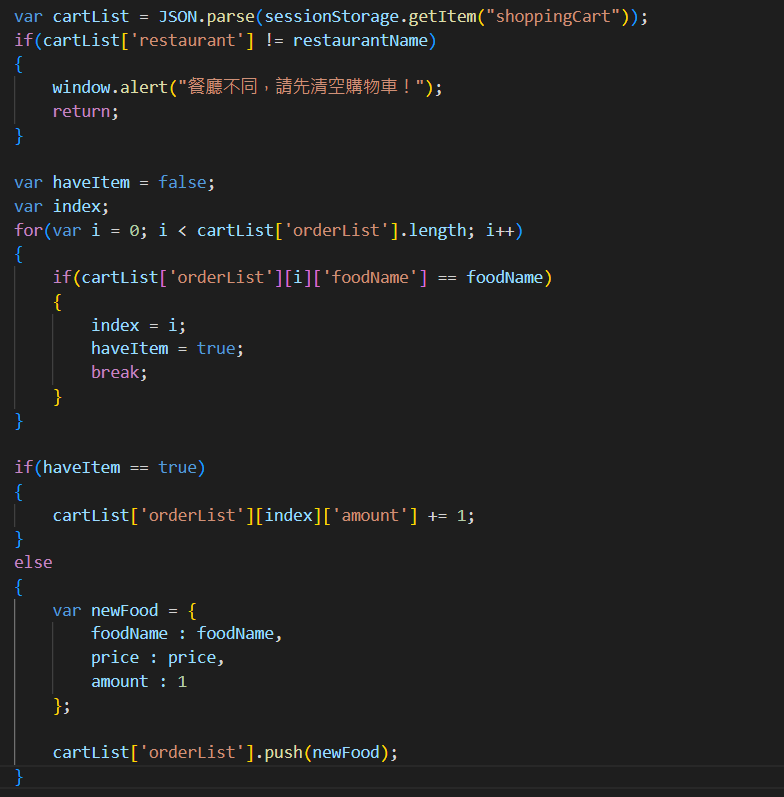 var cartList = JSON.parse(sessionStorage.getItem("shoppingCart"));
if(cartList['restaurant'] != restaurantName)
{
    window.alert("餐廳不同，請先清空購物車！");
    return;
}

var haveItem = false;
var index;
for(var i = 0; i < cartList['orderList'].length; i++)
{
    if(cartList['orderList'][i]['foodName'] == foodName)
    {
        index = i;
        haveItem = true;
        break;
    }
}

if(haveItem == true)
{
    cartList['orderList'][index]['amount'] += 1;
}
else
{
    var newFood = {
        foodName : foodName,
        price : price,
        amount : 1
    };

    cartList['orderList'].push(newFood);
}